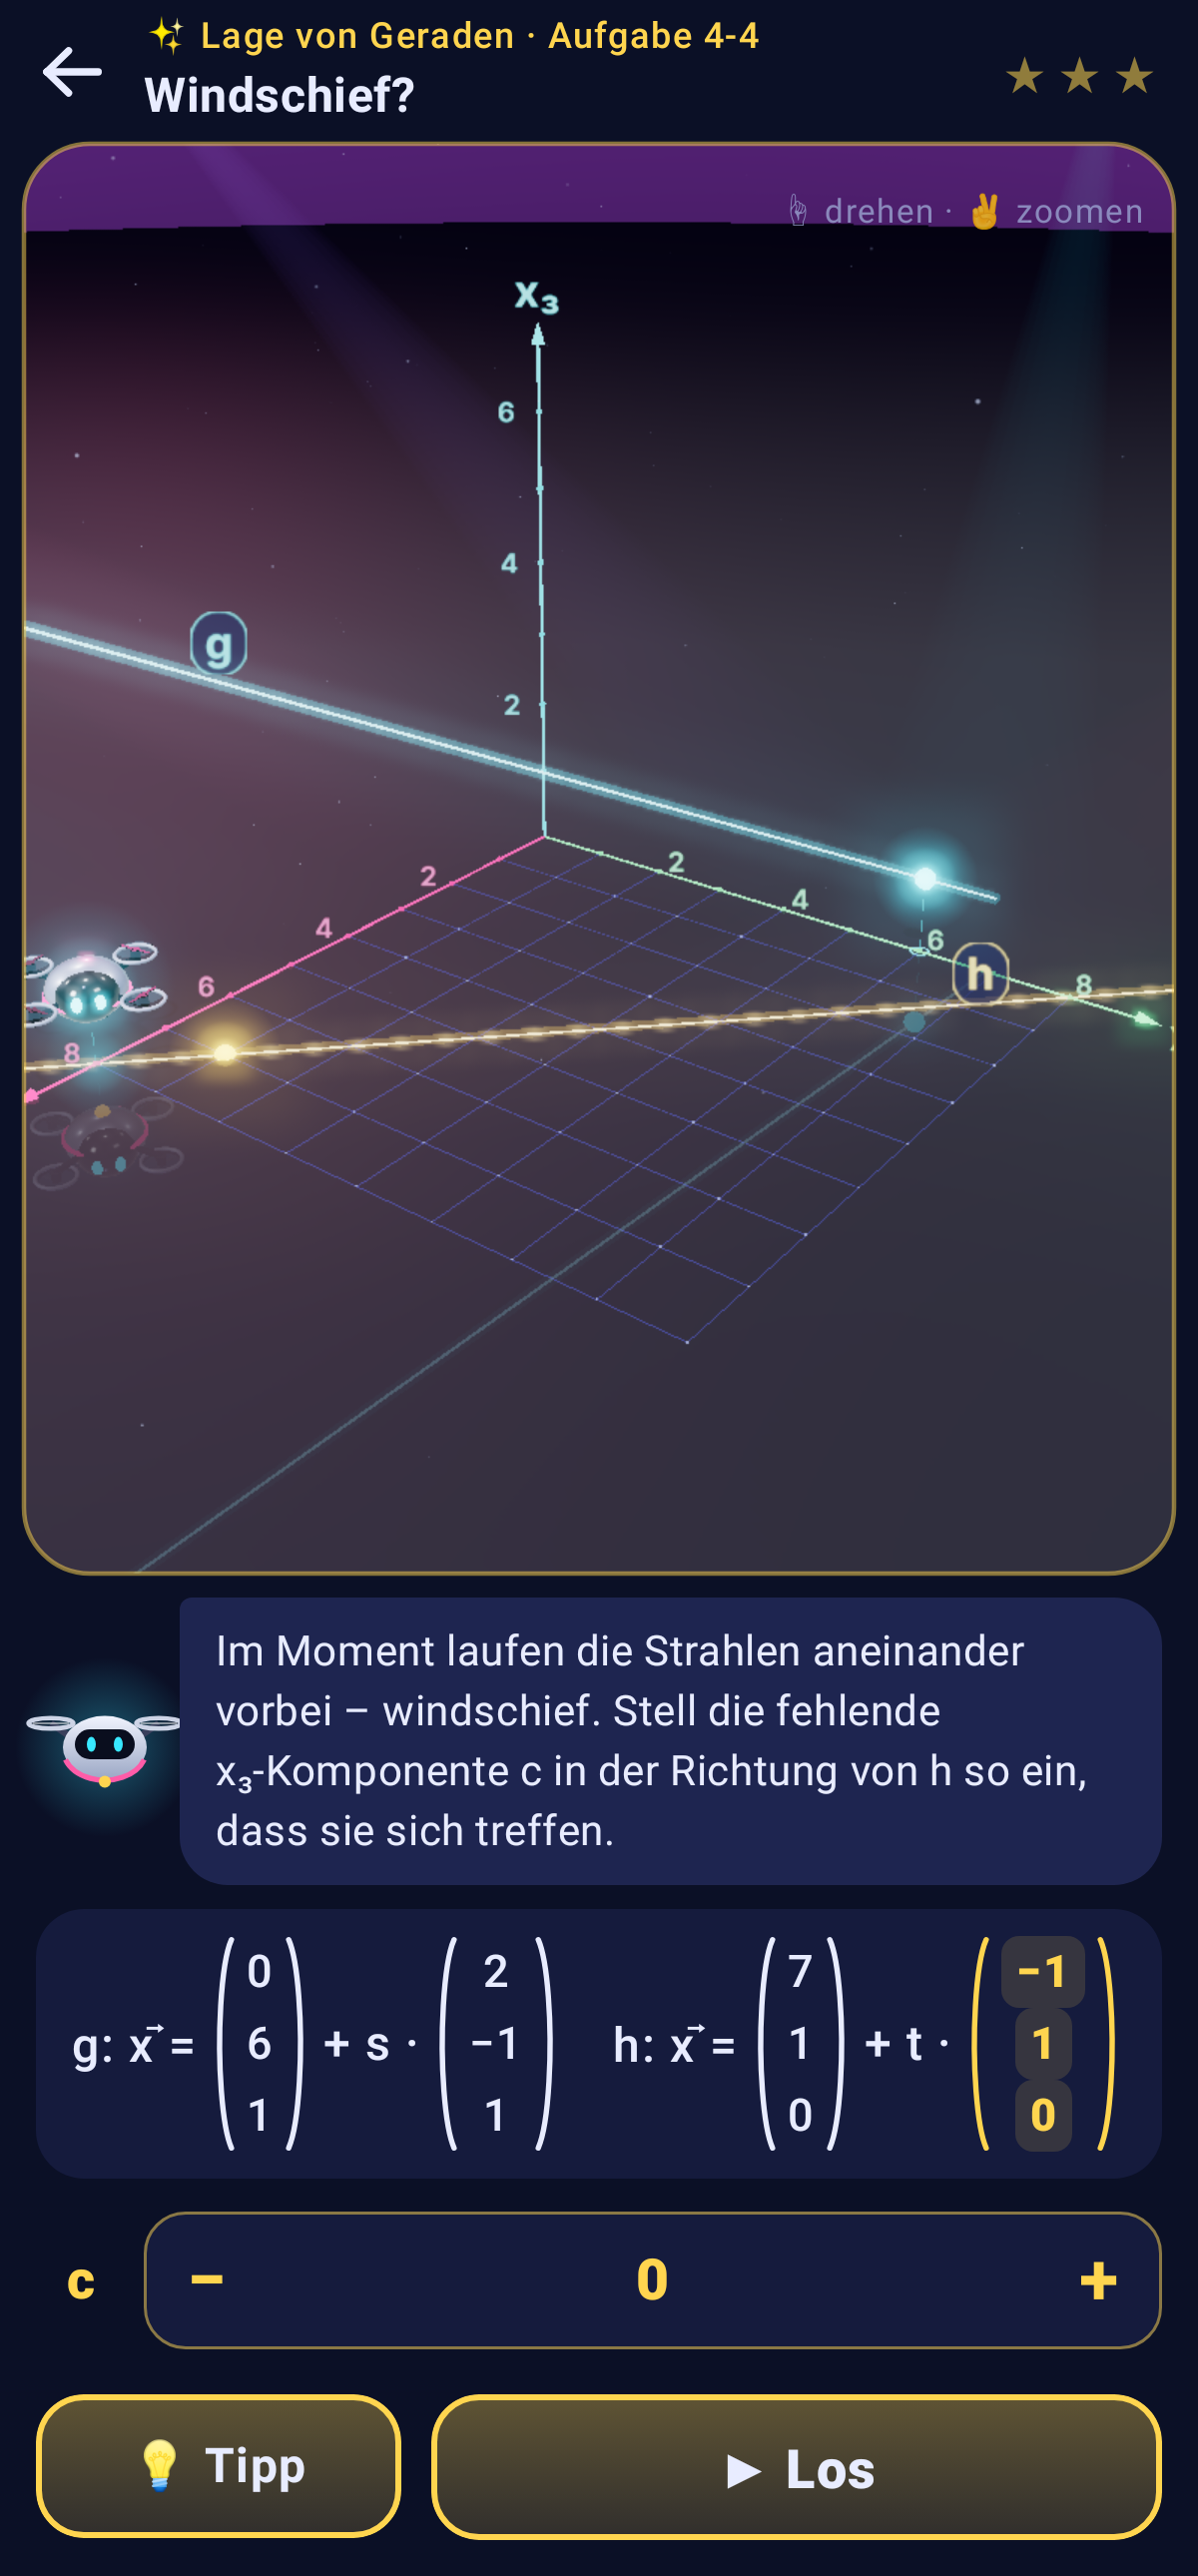 ✨ Lage von Geraden · Aufgabe 4-4
Windschief?
★ ★ ★
☝ drehen · ✌ zoomen
x₃
6
4
2
g
2
4
6
8
2
4
6
8
h
Im Moment laufen die Strahlen aneinander
vorbei – windschief. Stell die fehlende
x₃-Komponente c in der Richtung von h so ein,
dass sie sich treffen.
g: x⃗ = (0 6 1) + s · (2 −1 1) h: x⃗ = (7 1 0) + t · (−1 1 0)
c − 0 +
💡 Tipp
▶ Los